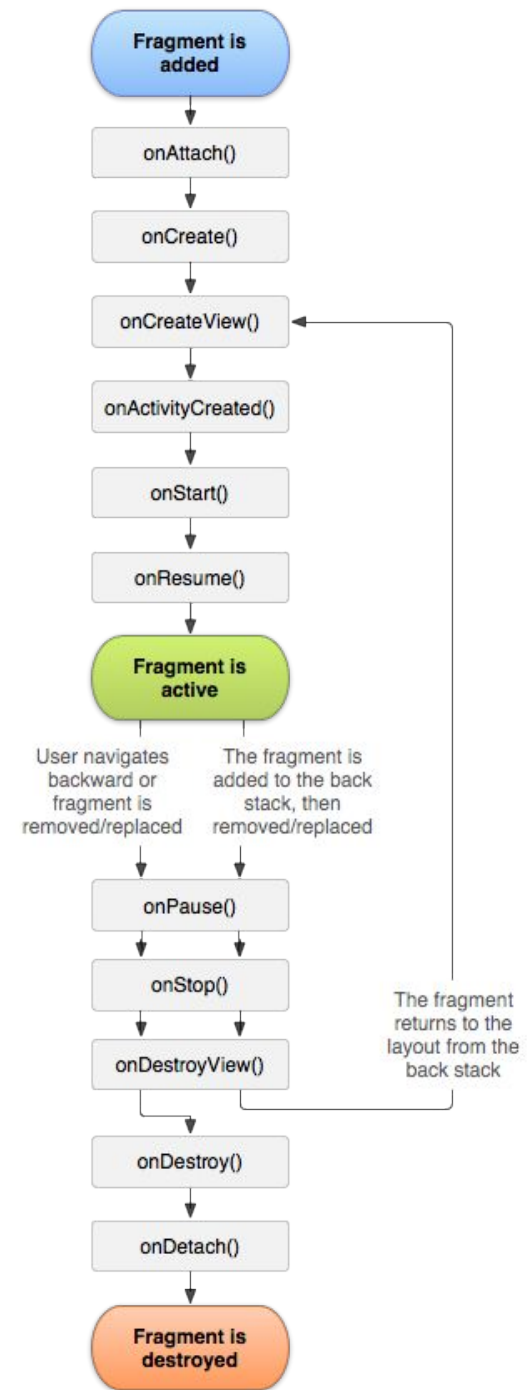 Fragment is
added
onAttach()
onCreate()
onCreateView()
onActivityCreated()
onStart()
onResume()
Fragment is
active
User navigates
backward or
fragment is
removed/replaced
The fragment is
added to the back
stack, then
removed/replaced
onPause()
onStop()
onDestroyView()
The fragment
returns to the
layout from the
back stack
onDestroy()
onDetach()
Fragment is
destroyed